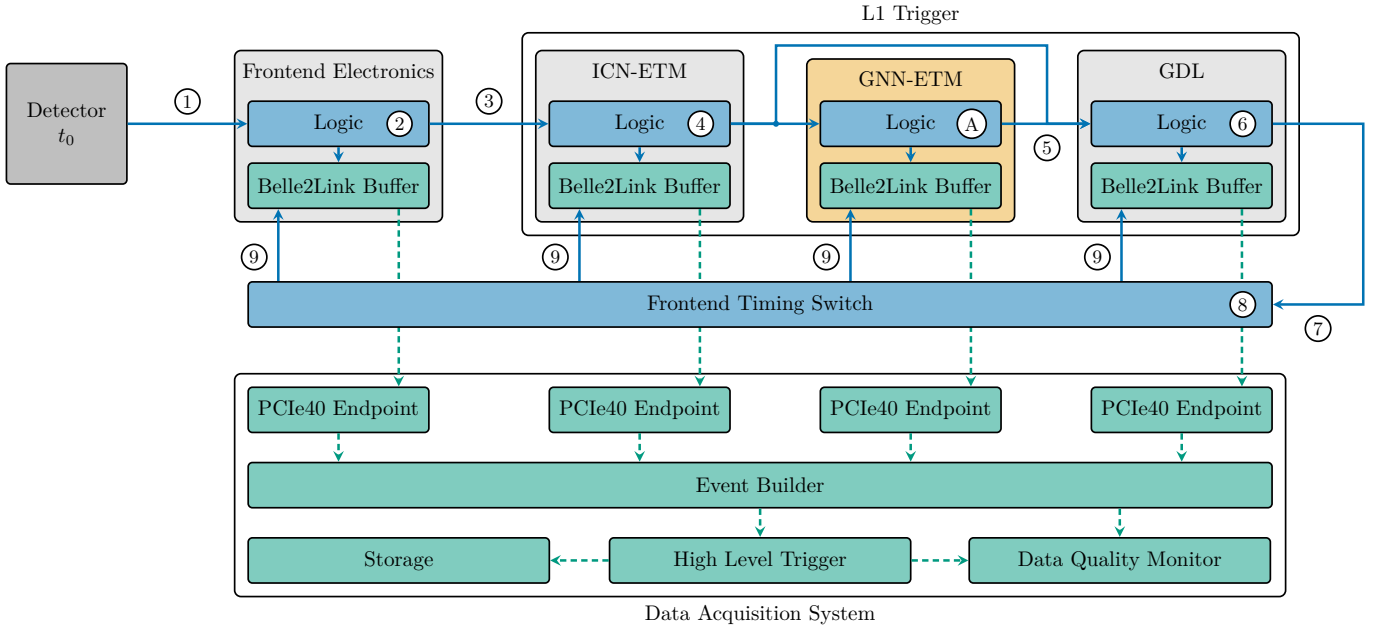 L1 Trigger
Detector
t₀
1
Frontend Electronics
Logic 2
Belle2Link Buffer
3
ICN-ETM
Logic 4
Belle2Link Buffer
GNN-ETM
Logic A
Belle2Link Buffer
5
GDL
Logic 6
Belle2Link Buffer
9
9
9
9
Frontend Timing Switch 8
7
PCIe40 Endpoint
PCIe40 Endpoint
PCIe40 Endpoint
PCIe40 Endpoint
Event Builder
Storage
High Level Trigger
Data Quality Monitor
Data Acquisition System